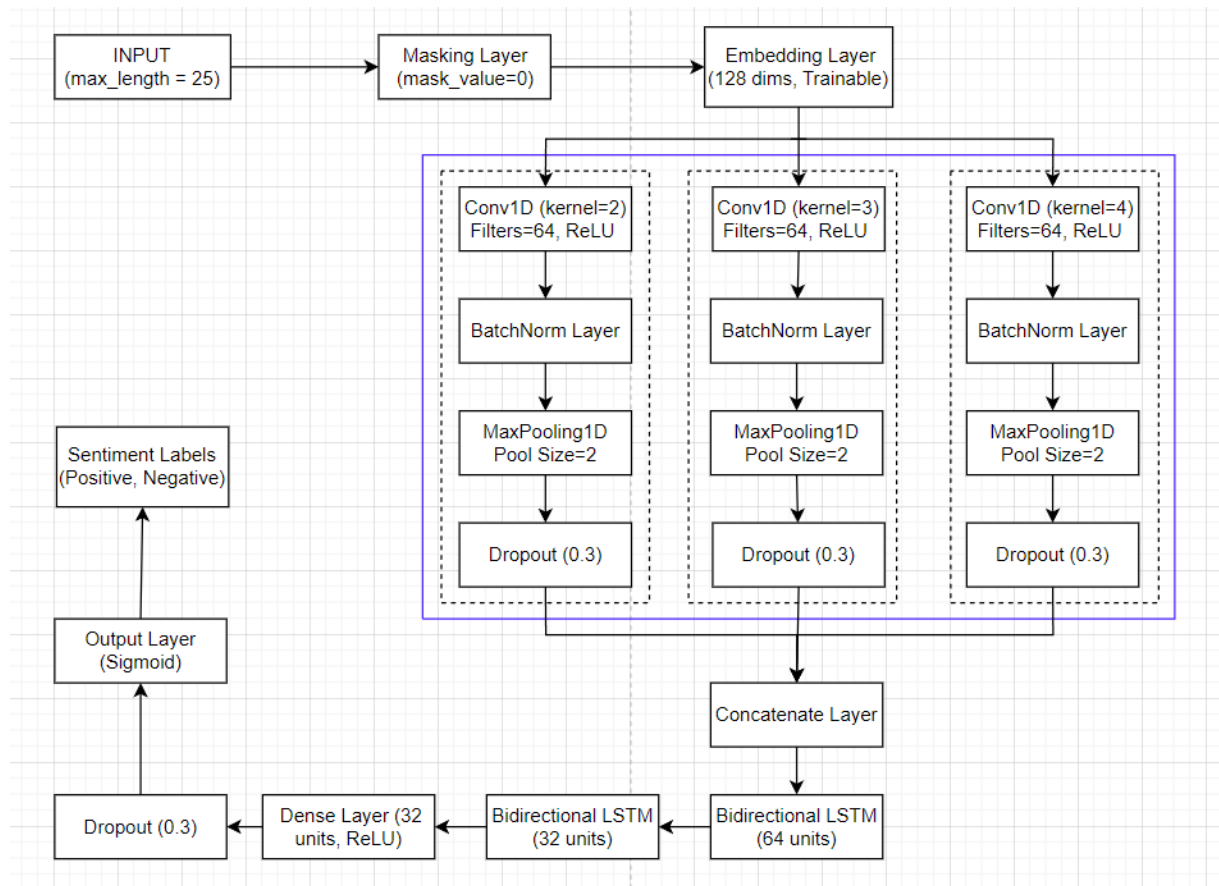 INPUT
(max_length = 25)
Masking Layer
(mask_value=0)
Embedding Layer
(128 dims, Trainable)
Conv1D (kernel=2)
Filters=64, ReLU
BatchNorm Layer
MaxPooling1D
Pool Size=2
Dropout (0.3)
Conv1D (kernel=3)
Filters=64, ReLU
BatchNorm Layer
MaxPooling1D
Pool Size=2
Dropout (0.3)
Conv1D (kernel=4)
Filters=64, ReLU
BatchNorm Layer
MaxPooling1D
Pool Size=2
Dropout (0.3)
Concatenate Layer
Bidirectional LSTM
(64 units)
Bidirectional LSTM
(32 units)
Dense Layer (32
units, ReLU)
Dropout (0.3)
Output Layer
(Sigmoid)
Sentiment Labels
(Positive, Negative)